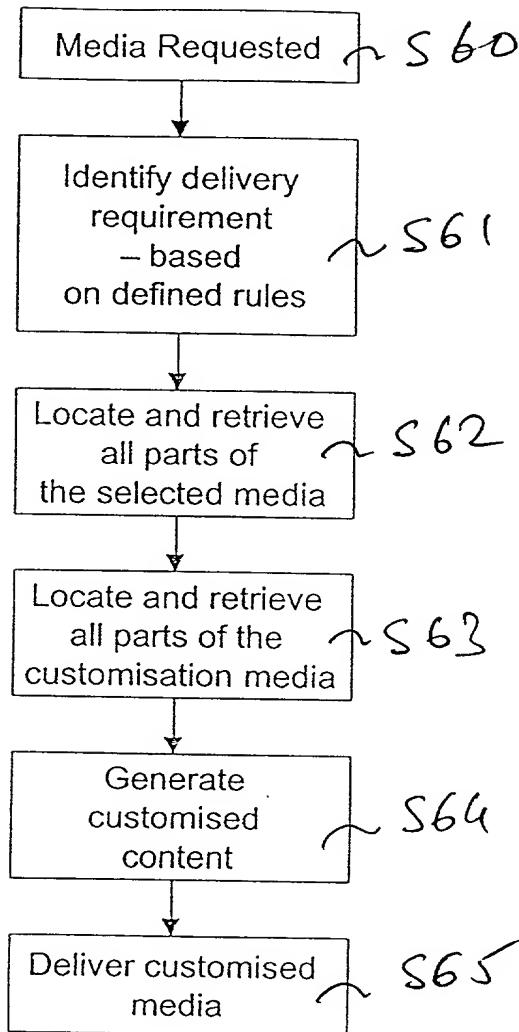 Media Requested S60
Identify delivery
requirement
– based
on defined rules
S61
Locate and retrieve
all parts of
the selected media
S62
Locate and retrieve
all parts of the
customisation media
S63
Generate
customised
content
S64
Deliver customised
media
S65